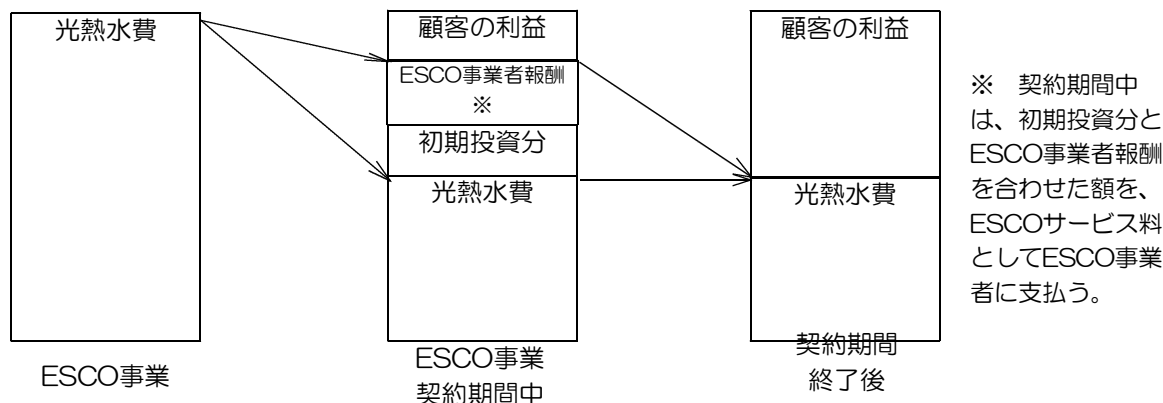 光熱水費
ESCO事業
顧客の利益
ESCO事業者報酬
※
初期投資分
光熱水費
ESCO事業
契約期間中
顧客の利益
光熱水費
契約期間
終了後
※　契約期間中
は、初期投資分と
ESCO事業者報酬
を合わせた額を、
ESCOサービス料
としてESCO事業
者に支払う。